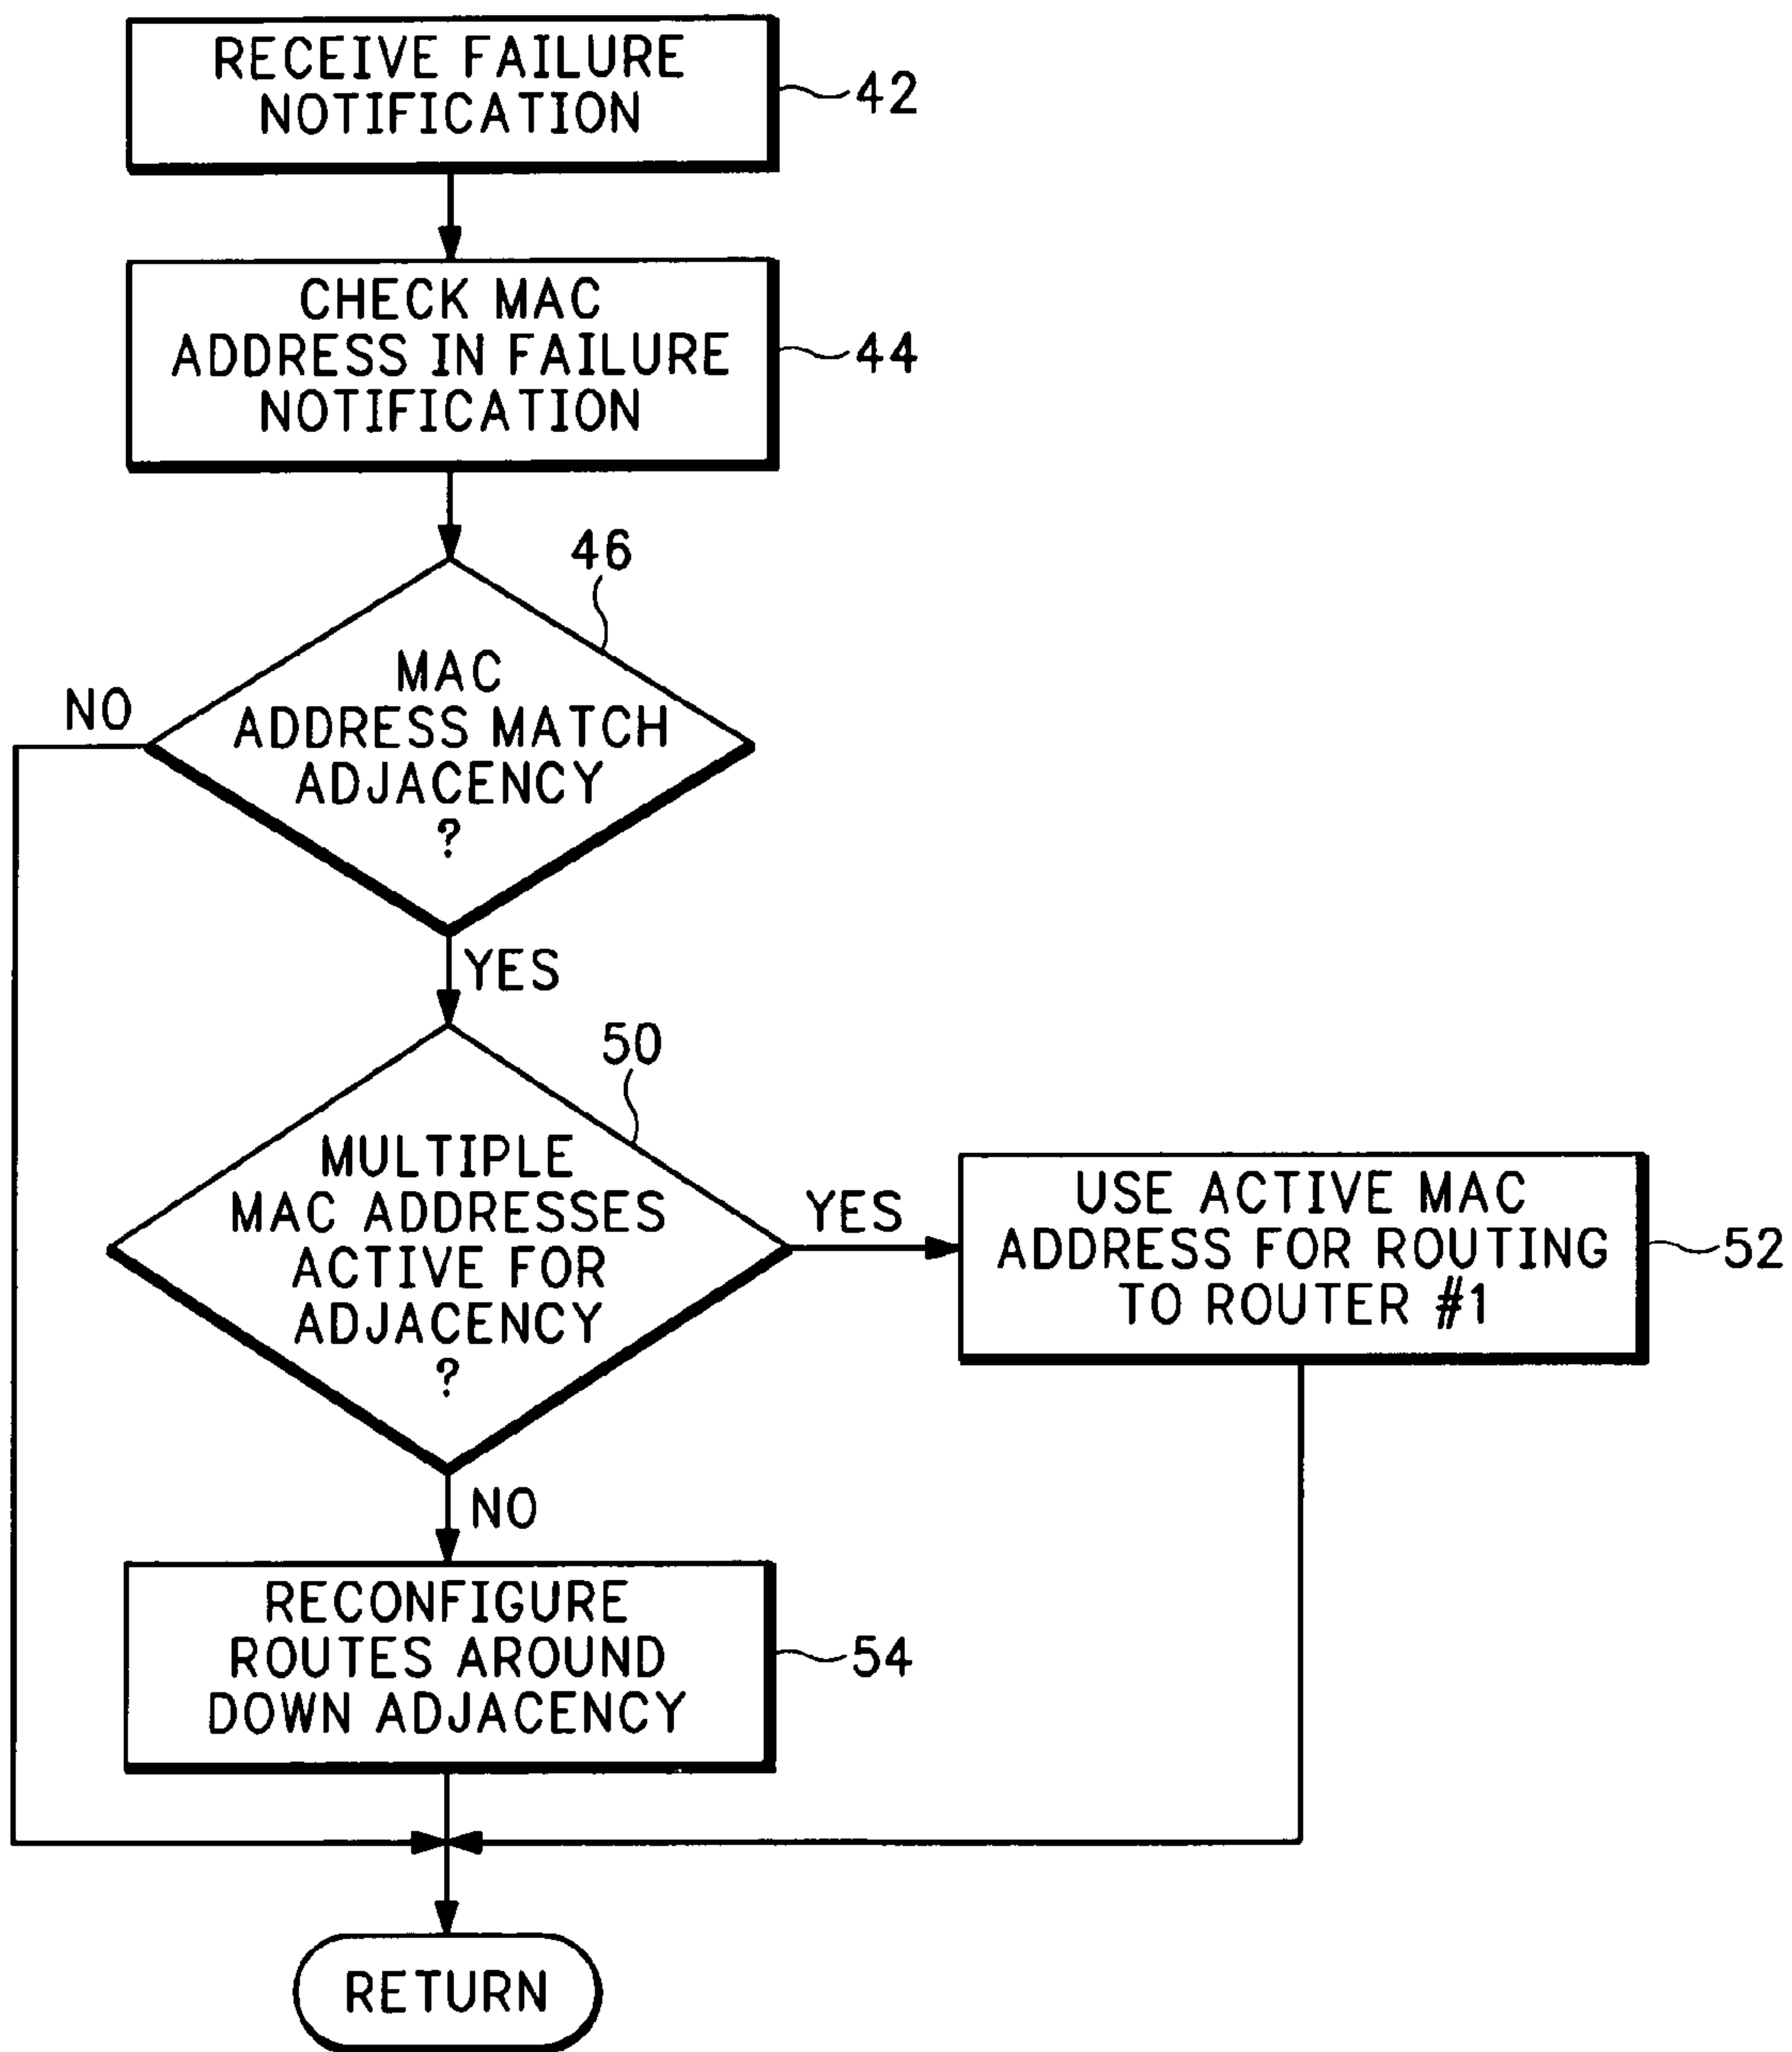 RECEIVE FAILURE
NOTIFICATION
42
CHECK MAC
ADDRESS IN FAILURE
NOTIFICATION
44
46
MAC
ADDRESS MATCH
ADJACENCY
?
NO
YES
50
MULTIPLE
MAC ADDRESSES
ACTIVE FOR
ADJACENCY
?
YES
USE ACTIVE MAC
ADDRESS FOR ROUTING
TO ROUTER #1
52
NO
RECONFIGURE
ROUTES AROUND
DOWN ADJACENCY
54
RETURN